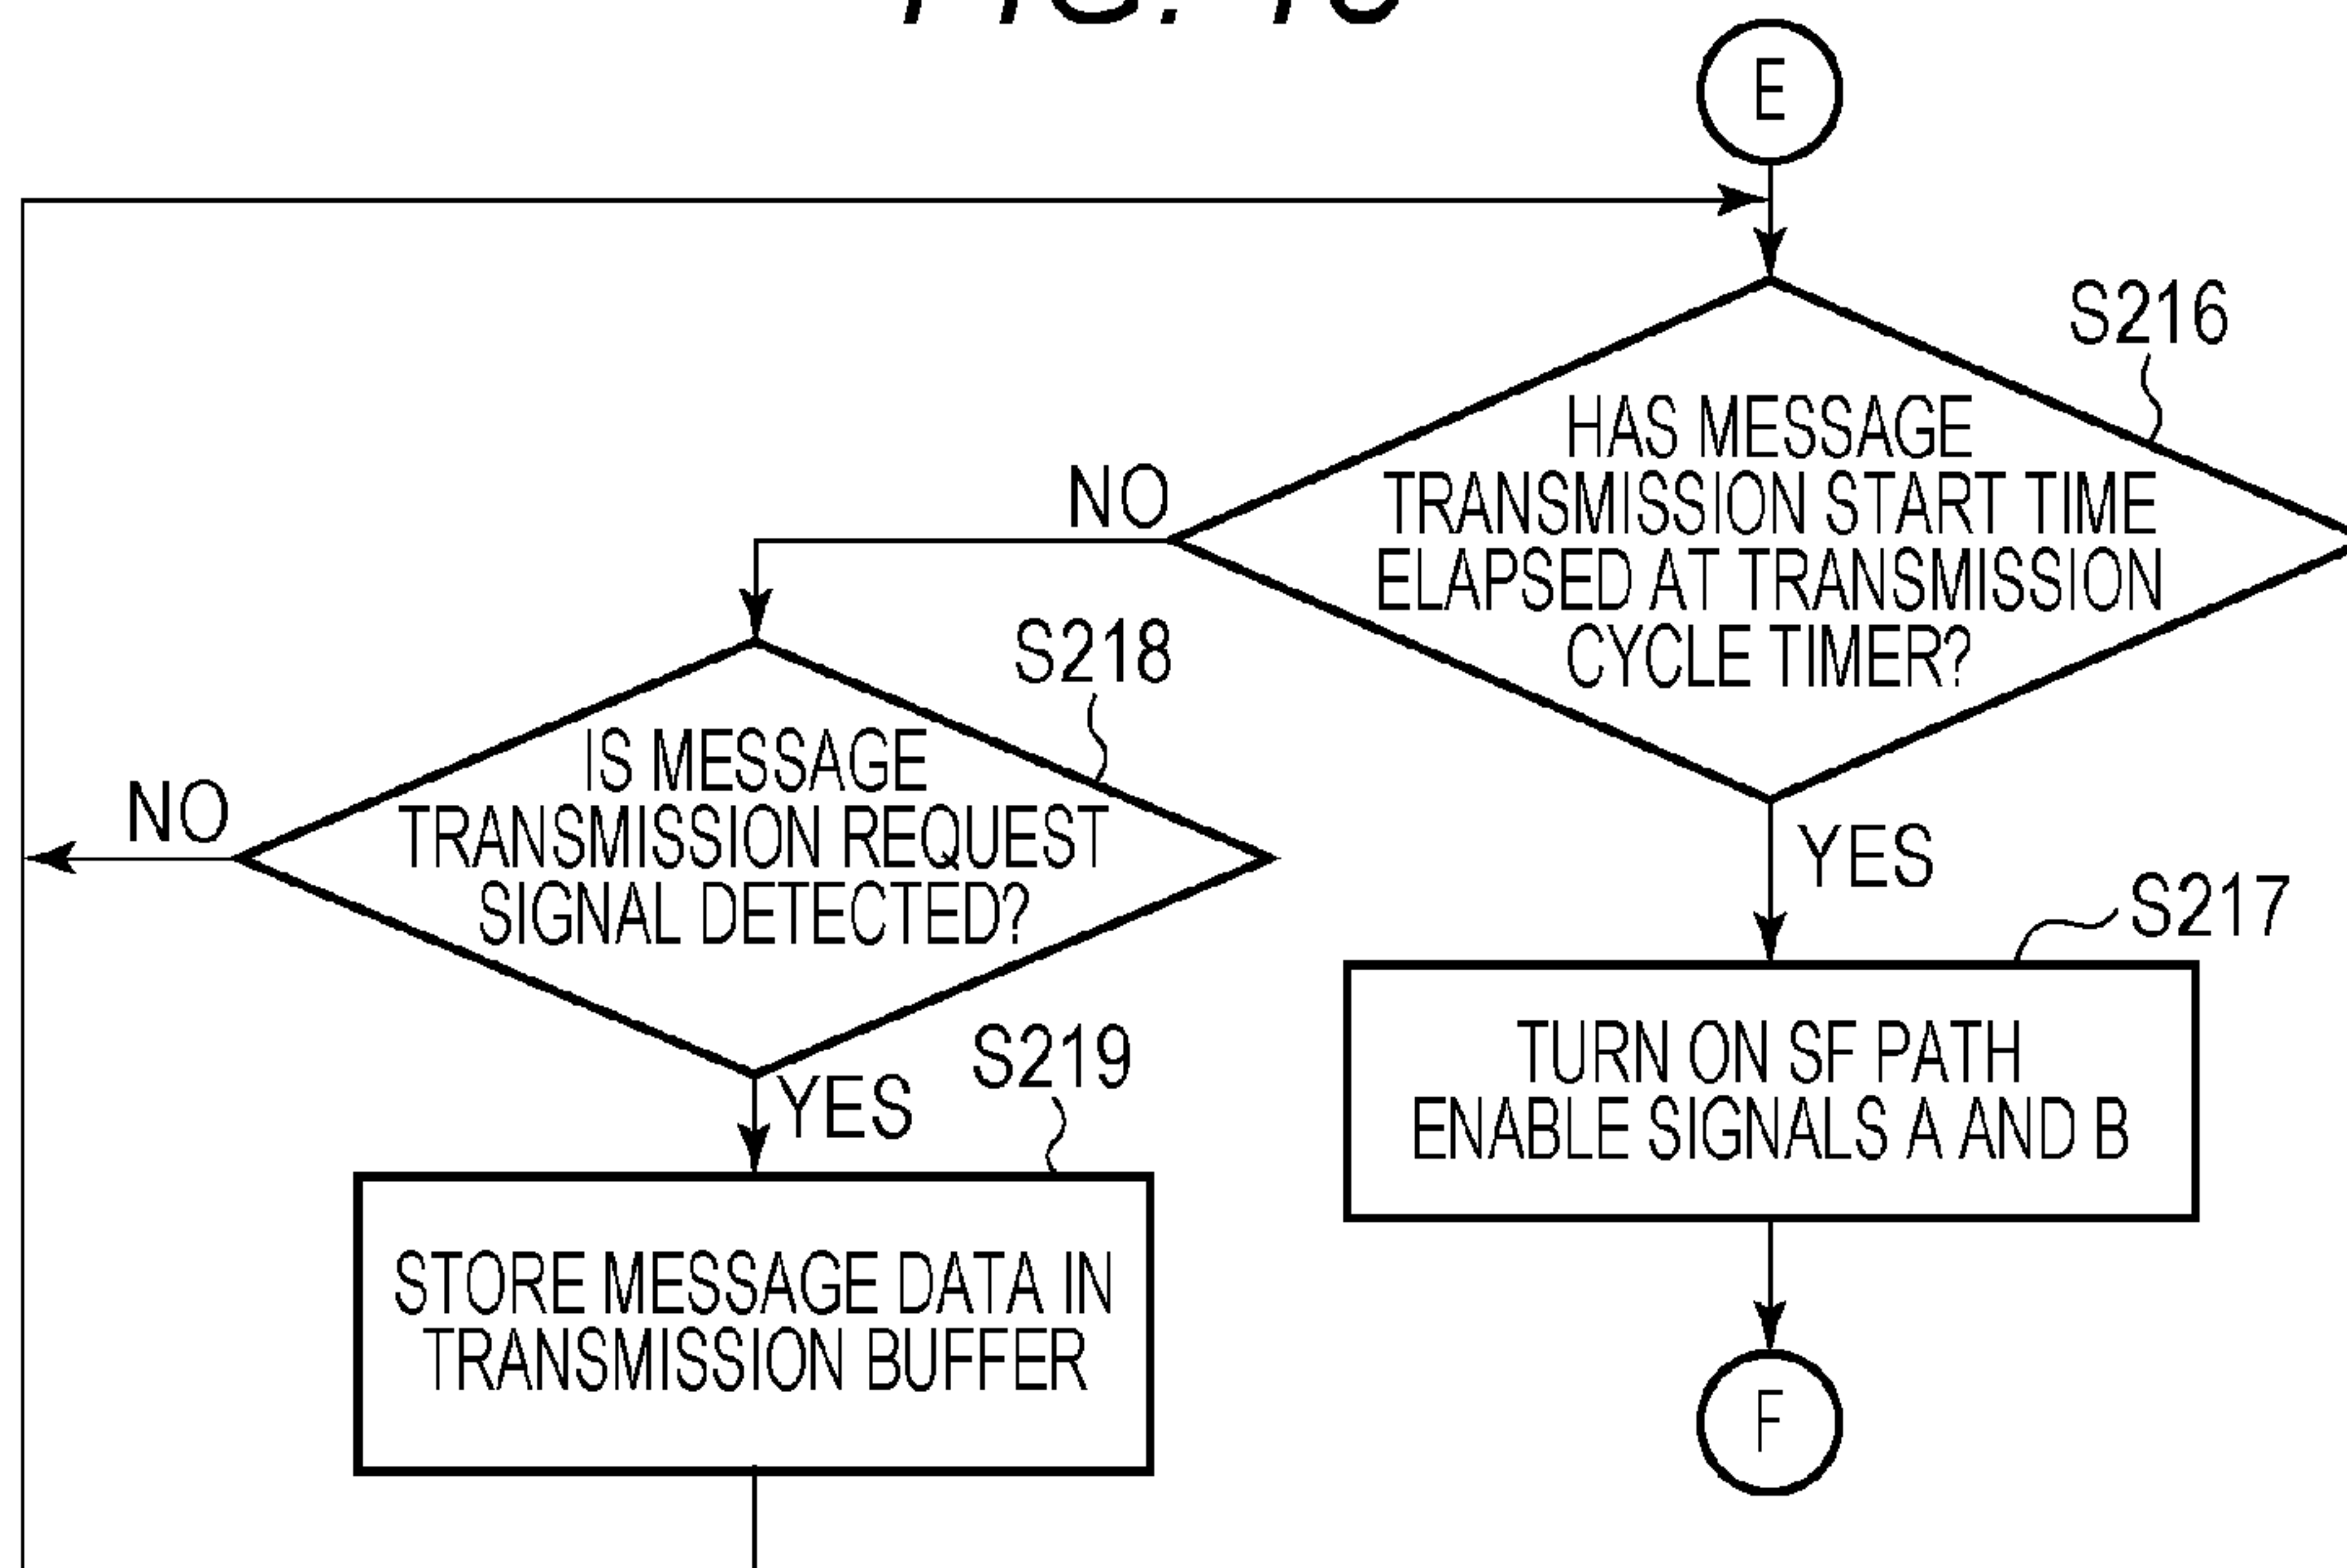 E
S216
HAS MESSAGE
TRANSMISSION START TIME
ELAPSED AT TRANSMISSION
CYCLE TIMER?
NO
YES
S218
IS MESSAGE
TRANSMISSION REQUEST
SIGNAL DETECTED?
NO
YES
S217
TURN ON SF PATH
ENABLE SIGNALS A AND B
S219
STORE MESSAGE DATA IN
TRANSMISSION BUFFER
F